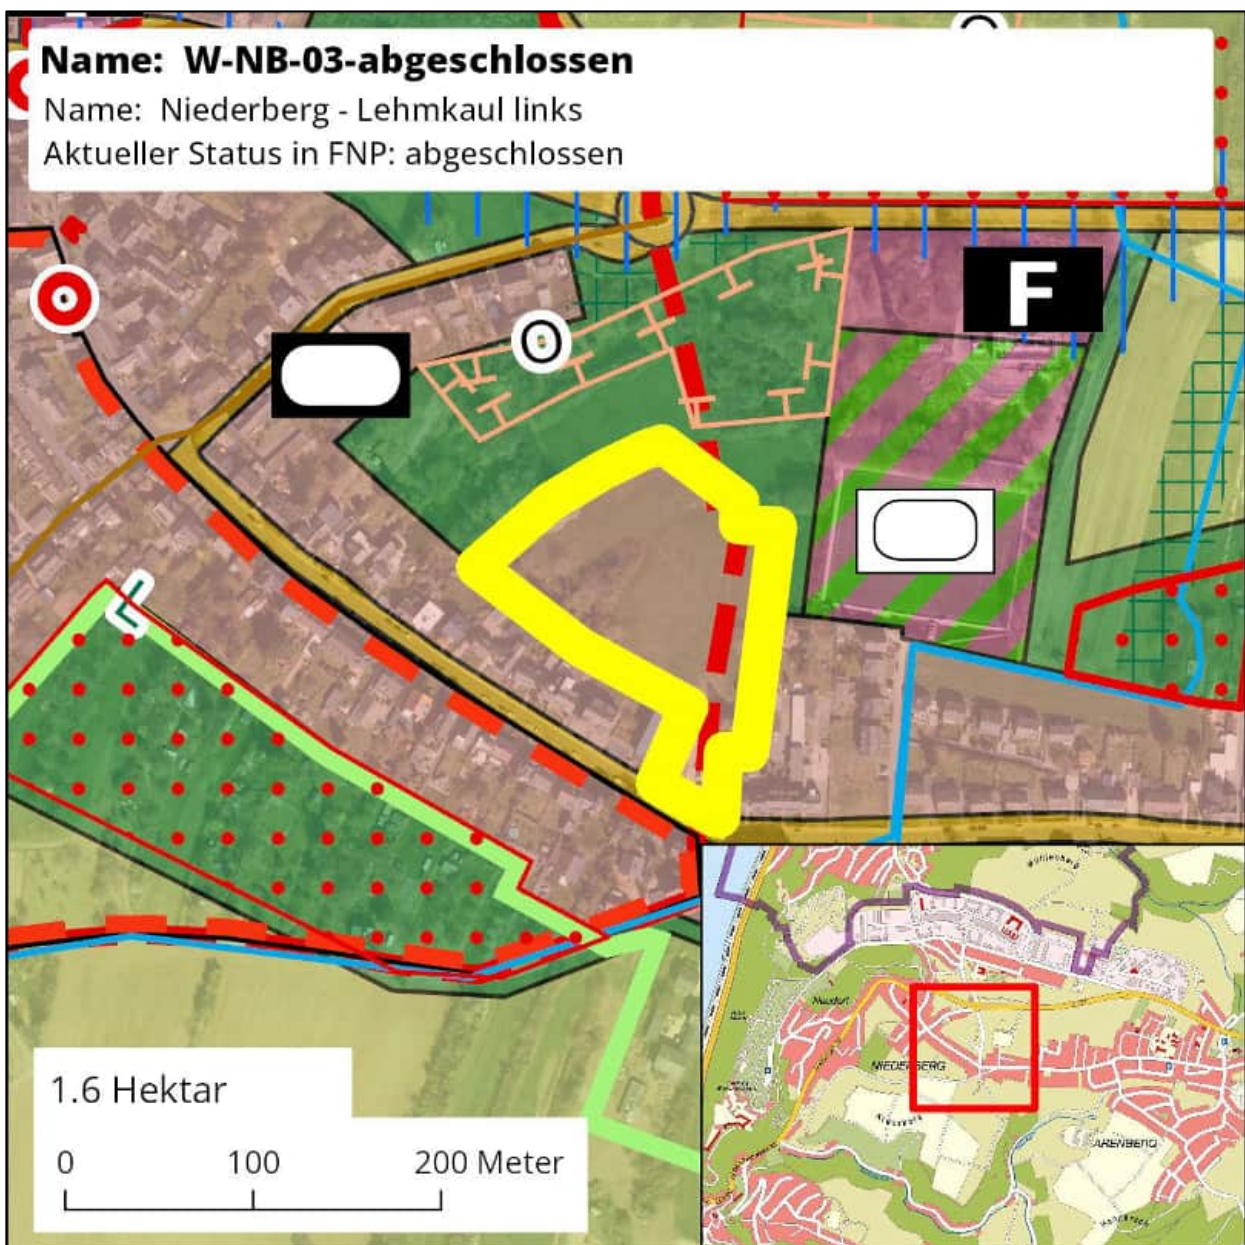 Name: W-NB-03-abgeschlossen
Name: Niederberg - Lehmkaul links
Aktueller Status in FNP: abgeschlossen
F
L
1.6 Hektar
0 100 200 Meter
Neudorf
NIEDERBERG
ARENBERG